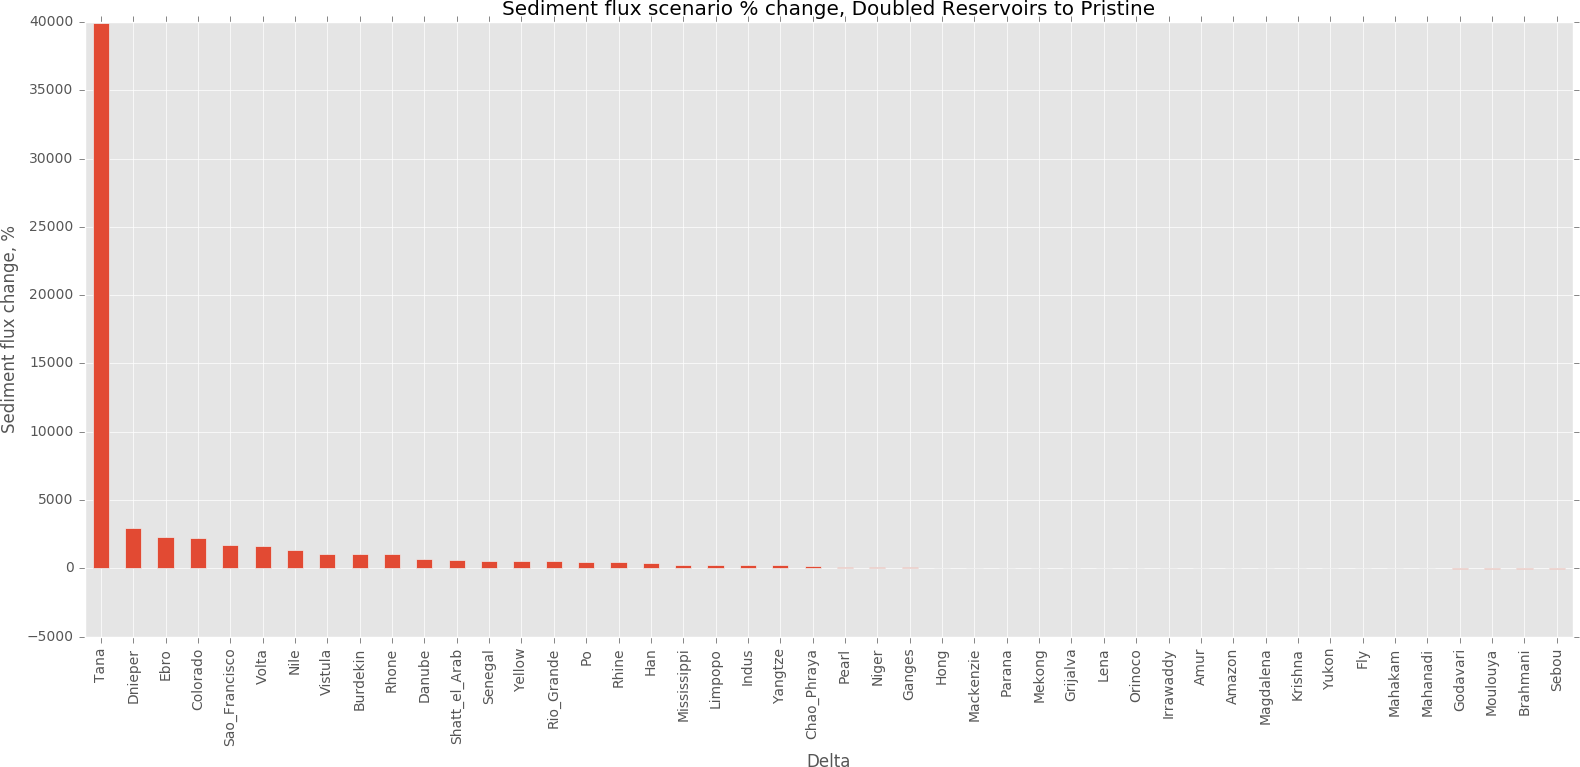 Sediment flux scenario % change, Doubled Reservoirs to Pristine
40000
35000
30000
25000
20000
15000
10000
5000
0
−5000
Sediment flux change, %
Tana
Dnieper
Ebro
Colorado
Sao_Francisco
Volta
Nile
Vistula
Burdekin
Rhone
Danube
Shatt_el_Arab
Senegal
Yellow
Rio_Grande
Po
Rhine
Han
Mississippi
Limpopo
Indus
Yangtze
Chao_Phraya
Pearl
Niger
Ganges
Hong
Mackenzie
Parana
Mekong
Grijalva
Lena
Orinoco
Irrawaddy
Amur
Amazon
Magdalena
Krishna
Yukon
Fly
Mahakam
Mahanadi
Godavari
Moulouya
Brahmani
Sebou
Delta